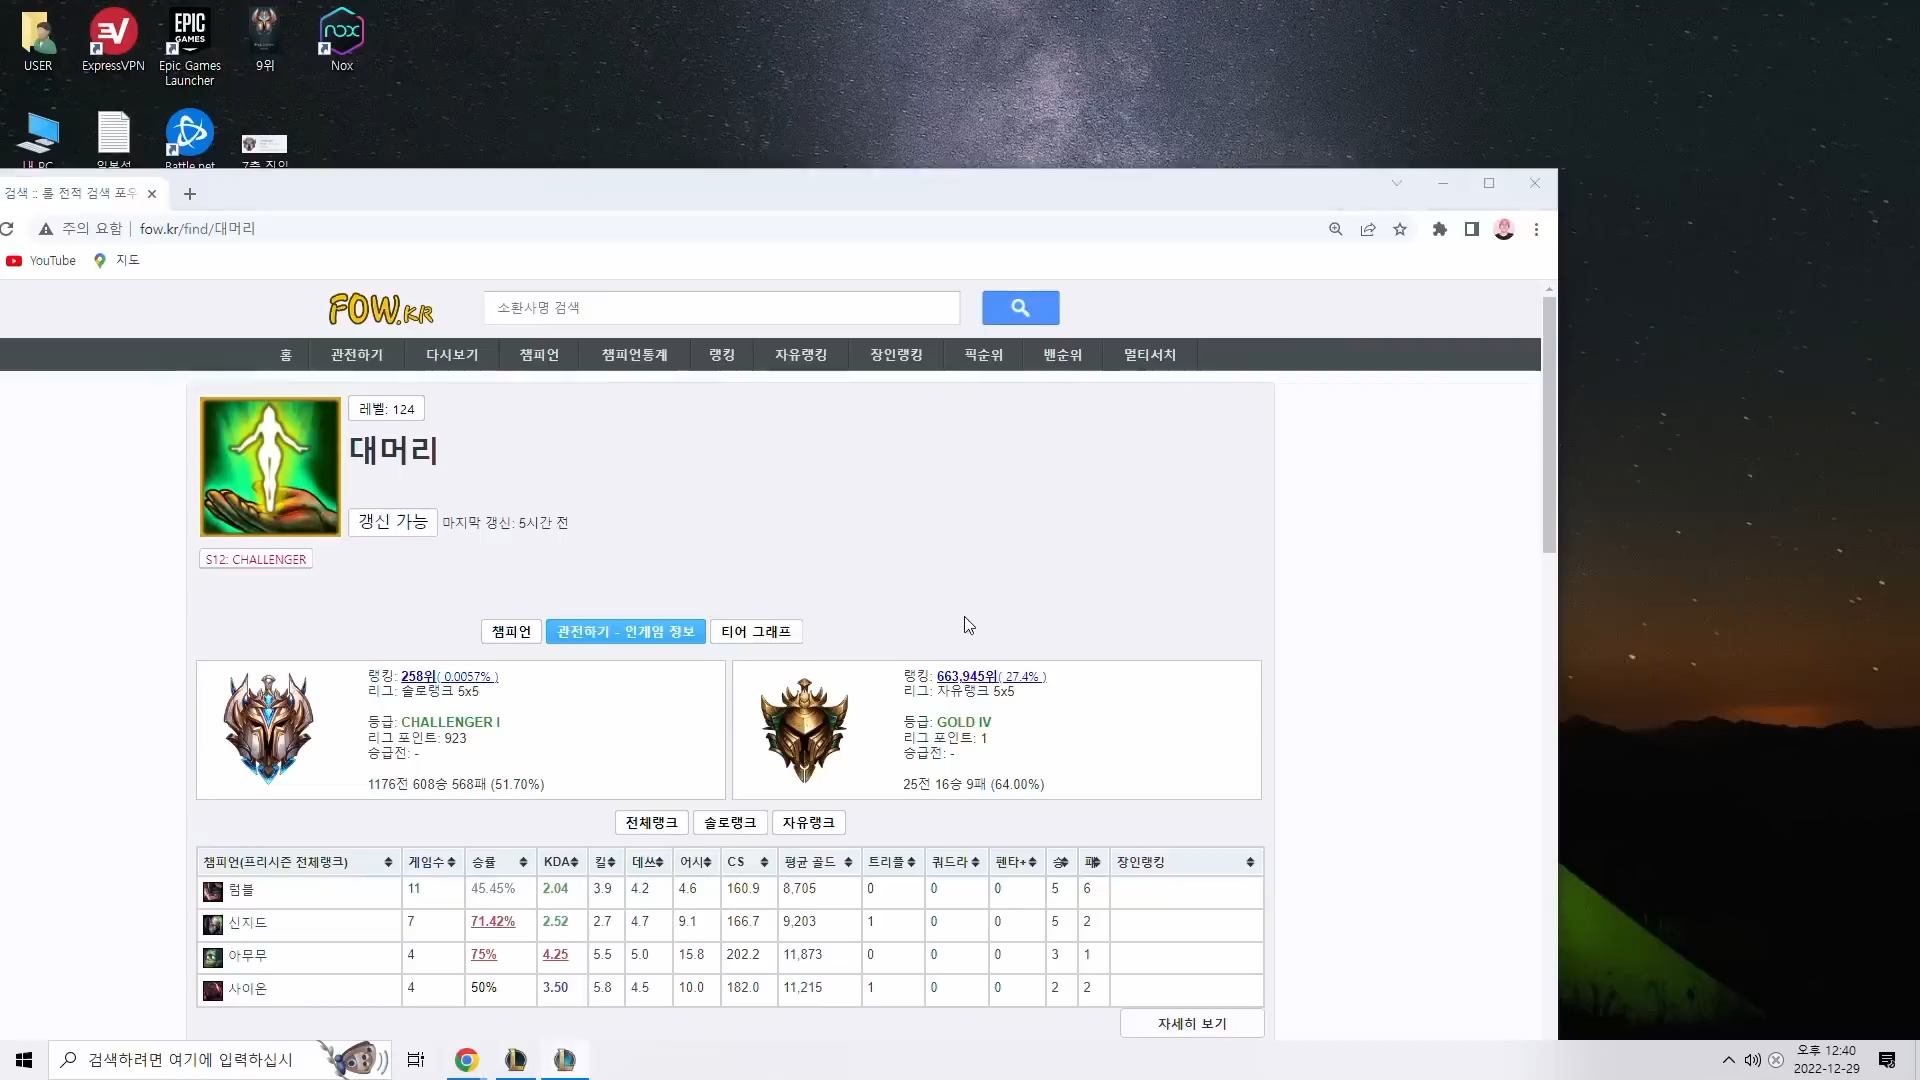 USER
ExpressVPN
Epic Games
Launcher
9위
Nox
EPIC
GAMES
nox
내 PC
Battle.net
검색 :: 롤 전적 검색 포우
주의 요함
fow.kr/find/대머리
YouTube
지도
FOW.KR
소환사명 검색
홈 관전하기 다시보기 챔피언 챔피언통계 랭킹 자유랭킹 장인랭킹 픽순위 밴순위 멀티서치
레벨: 124
대머리
갱신 가능 마지막 갱신: 5시간 전
S12: CHALLENGER
챔피언 관전하기 - 인게임 정보 티어 그래프
랭킹: 258위( 0.0057% )
리그: 솔로랭크 5x5
등급: CHALLENGER I
리그 포인트: 923
승급전: -
1176전 608승 568패 (51.70%)
랭킹: 663,945위( 27.4% )
리그: 자유랭크 5x5
등급: GOLD IV
리그 포인트: 1
승급전: -
25전 16승 9패 (64.00%)
전체랭크 솔로랭크 자유랭크
챔피언(프리시즌 전체랭크) 게임수 승률 KDA 킬 데쓰 어시 CS 평균 골드 트리플 쿼드라 펜타+ 승 패 장인랭킹
럼블 11 45.45% 2.04 3.9 4.2 4.6 160.9 8,705 0 0 0 5 6
신지드 7 71.42% 2.52 2.7 4.7 9.1 166.7 9,203 1 0 0 5 2
아무무 4 75% 4.25 5.5 5.0 15.8 202.2 11,873 0 0 0 3 1
사이온 4 50% 3.50 5.8 4.5 10.0 182.0 11,215 1 0 0 2 2
자세히 보기
검색하려면 여기에 입력하십시
오후 12:40
2022-12-29